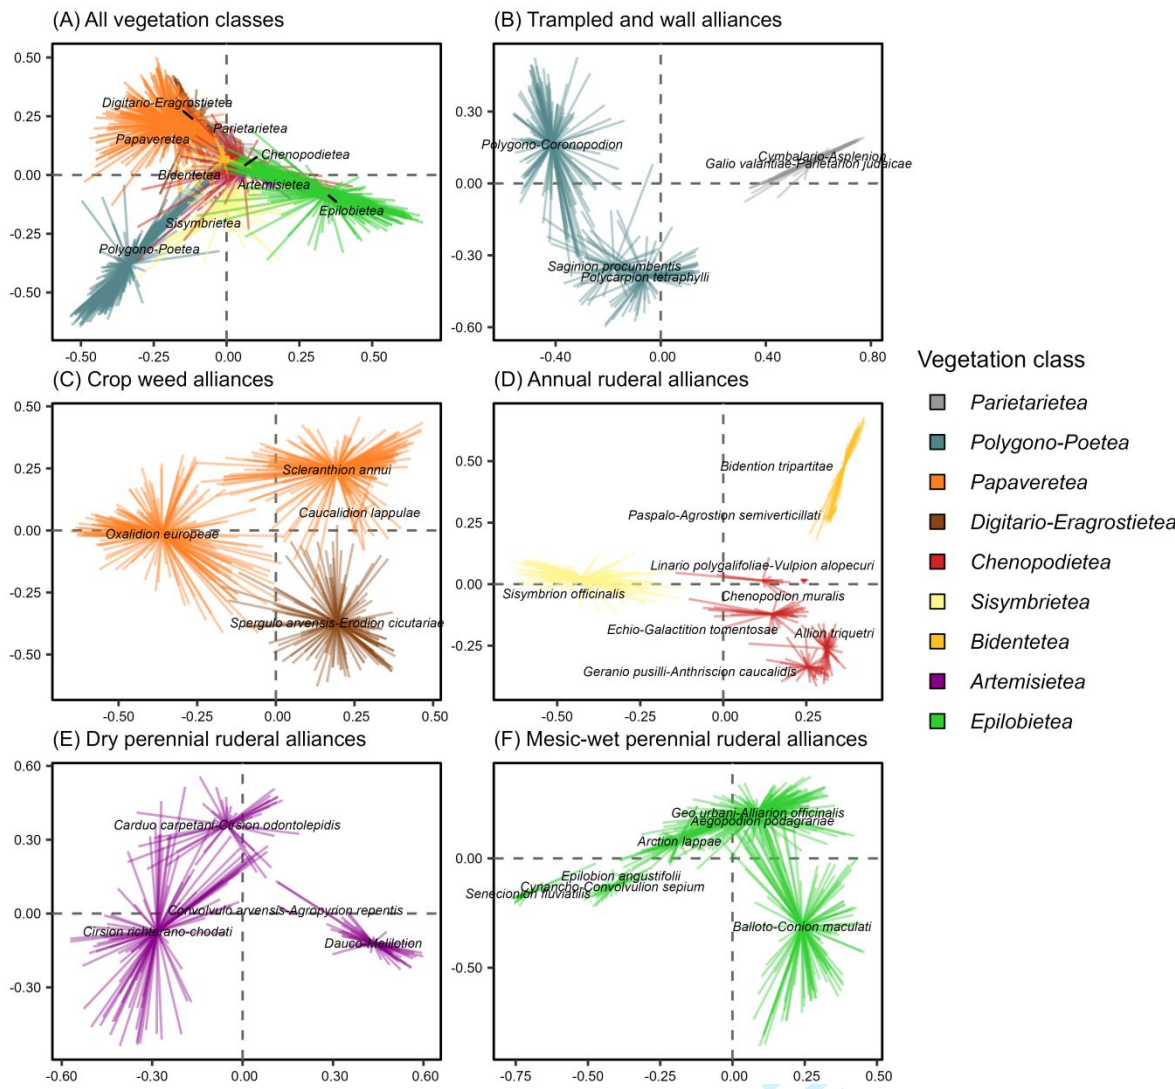 (A) All vegetation classes
0.50
0.25
0.00
-0.25
-0.50
Digitario-Eragrostietea
Parietarietea
Papaveretea
Chenopodietea
Bidentetea
Artemisietea
Epilobietea
Sisymbrietea
Polygono-Poetea
-0.50
-0.25
0.00
0.25
0.50
(B) Trampled and wall alliances
0.30
0.00
-0.30
-0.60
Polygono-Coronopodion
Cymbalario-Asplenion
Galio valantiae-Parietarion judaicae
Saginion procumbentis
Polycarpion tetraphylli
-0.40
0.00
0.40
0.80
(C) Crop weed alliances
0.50
0.25
0.00
-0.25
-0.50
Scleranthion annui
Caucalidion lappulae
Oxalidion europeae
Spergulo arvensis-Erodion cicutariae
-0.50
-0.25
0.00
0.25
0.50
(D) Annual ruderal alliances
0.50
0.25
0.00
-0.25
Bidention tripartitae
Paspalo-Agrostion semiverticillati
Linario polygalifoliae-Vulpion alopecuri
Sisymbrion officinalis
Chenopodion muralis
Echio-Galactition tomentosae
Allion triquetri
Geranio pusilli-Anthriscion caucalidis
-0.50
-0.25
0.00
0.25
(E) Dry perennial ruderal alliances
0.60
0.30
0.00
-0.30
Carduo carpetani-Cirsion odontolepidis
Convolvulo arvensis-Agropyrion repentis
Cirsion richterano-chodati
Dauco-Melilotion
-0.60
-0.30
0.00
0.30
0.60
(F) Mesic-wet perennial ruderal alliances
0.00
-0.50
Geo urbani-Alliarion officinalis
Aegopodion podagrariae
Arction lappae
Epilobion angustifolii
Cynancho-Convolvulion sepium
Senecionion fluviatilis
Balloto-Conion maculati
-0.75
-0.50
-0.25
0.00
0.25
0.50
Vegetation class
Parietarietea
Polygono-Poetea
Papaveretea
Digitario-Eragrostietea
Chenopodietea
Sisymbrietea
Bidentetea
Artemisietea
Epilobietea